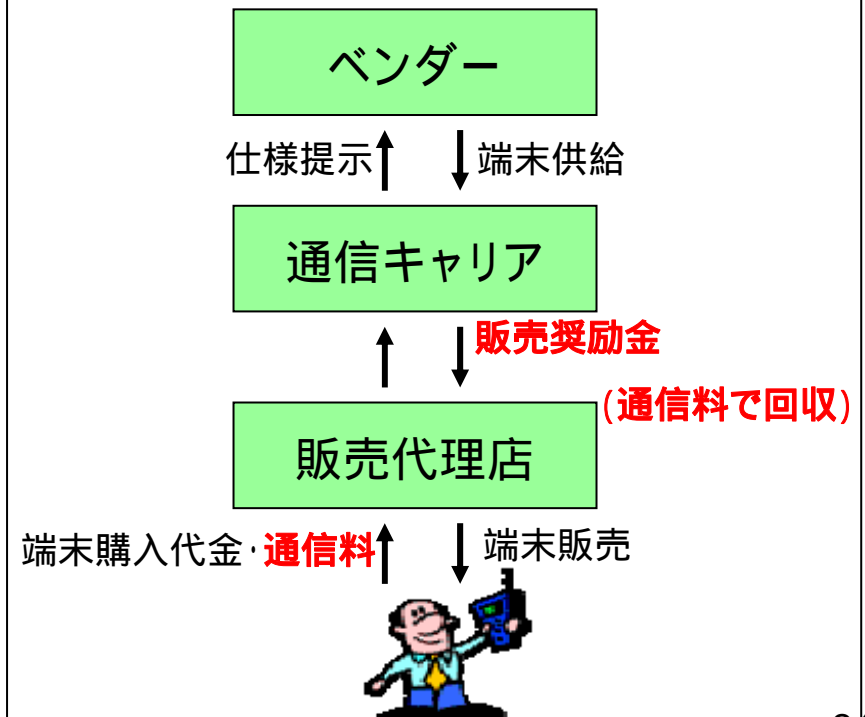 ベンダー
仕様提示 端末供給
通信キャリア
販売奨励金
(通信料で回収)
販売代理店
端末購入代金・通信料 端末販売